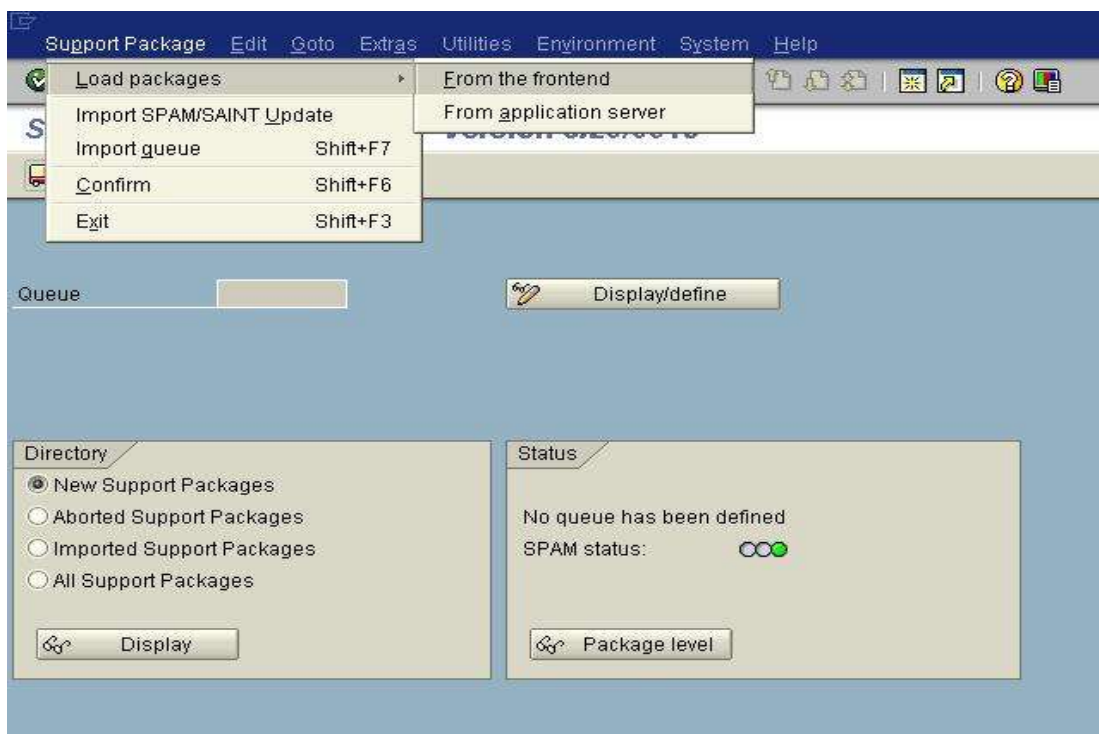 Support Package Edit Goto Extras Utilities Environment System Help
Load packages
Import SPAM/SAINT Update
Import queue Shift+F7
Confirm Shift+F6
Exit Shift+F3
From the frontend
From application server
Queue
Display/define
Directory
New Support Packages
Aborted Support Packages
Imported Support Packages
All Support Packages
Display
Status
No queue has been defined
SPAM status:
Package level